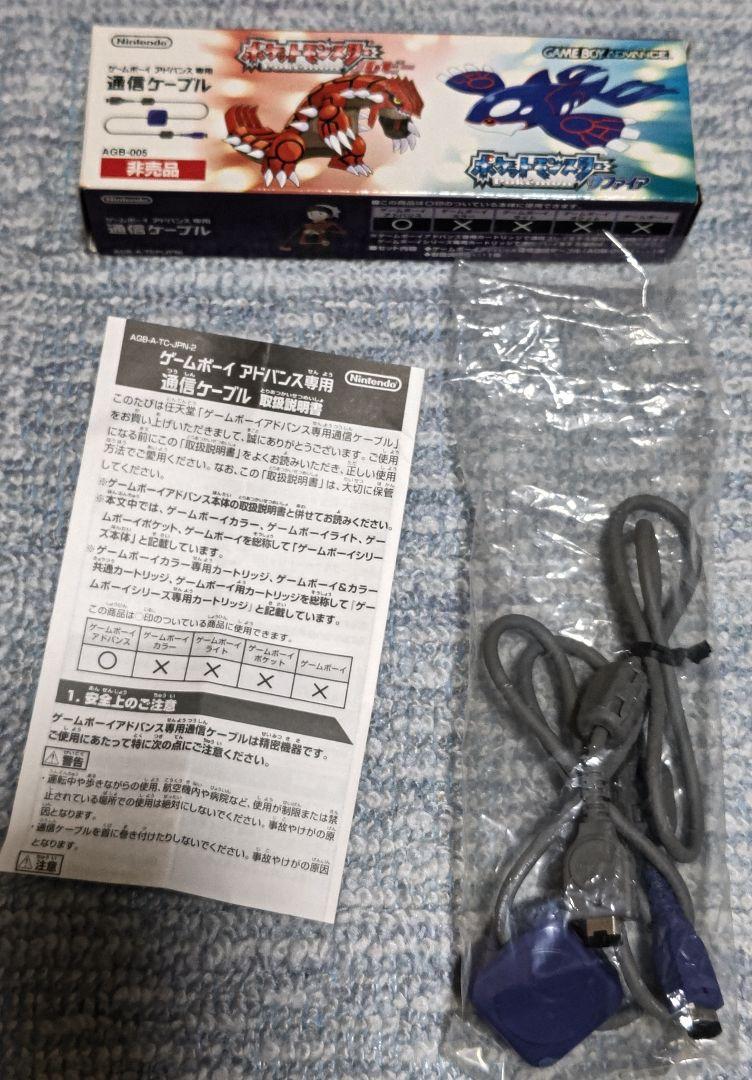 Nintendo
ゲームボーイ アドバンス 専用
通信ケーブル
AGB-005
非売品
ポケットモンスター
ルビー
GAME BOY ADVANCE
ポケットモンスター
サファイア
Nintendo
ゲームボーイ アドバンス 専用
通信ケーブル
AGB-A-TC-JPN-2
ゲームボーイ アドバンス専用
通信ケーブル 取扱説明書
Nintendo
このたびは任天堂「ゲームボーイアドバンス専用通信ケーブル」
をお買い上げいただきまして、誠にありがとうございます。ご使用
になる前にこの「取扱説明書」をよくお読みいただき、正しい使用
方法でご愛用ください。なお、この「取扱説明書」は、大切に保管
してください。
※ゲームボーイアドバンス本体の取扱説明書と併せてお読みください。
※本文中では、ゲームボーイカラー、ゲームボーイライト、ゲー
ムボーイポケット、ゲームボーイを総称して「ゲームボーイシリー
ズ本体」と記載しています。
※ゲームボーイカラー専用カートリッジ、ゲームボーイ&カラー
共通カートリッジ、ゲームボーイ用カートリッジを総称して「ゲー
ムボーイシリーズ専用カートリッジ」と記載しています。
この商品は○印のついている商品に使用できます。
ゲームボーイ アドバンス ゲームボーイ カラー ゲームボーイ ライト ゲームボーイ ポケット ゲームボーイ
○ × × × ×
1. 安全上のご注意
ゲームボーイアドバンス専用通信ケーブルは精密機器です。
ご使用にあたって特に次の点にご注意ください。
警告
・運転中や歩きながらの使用、航空機内や病院など、使用が制限または禁
止されている場所での使用は絶対にしないでください。事故やけがの原
因となります。
・通信ケーブルを首に巻き付けたりしないでください。事故やけがの原因
となります。
注意